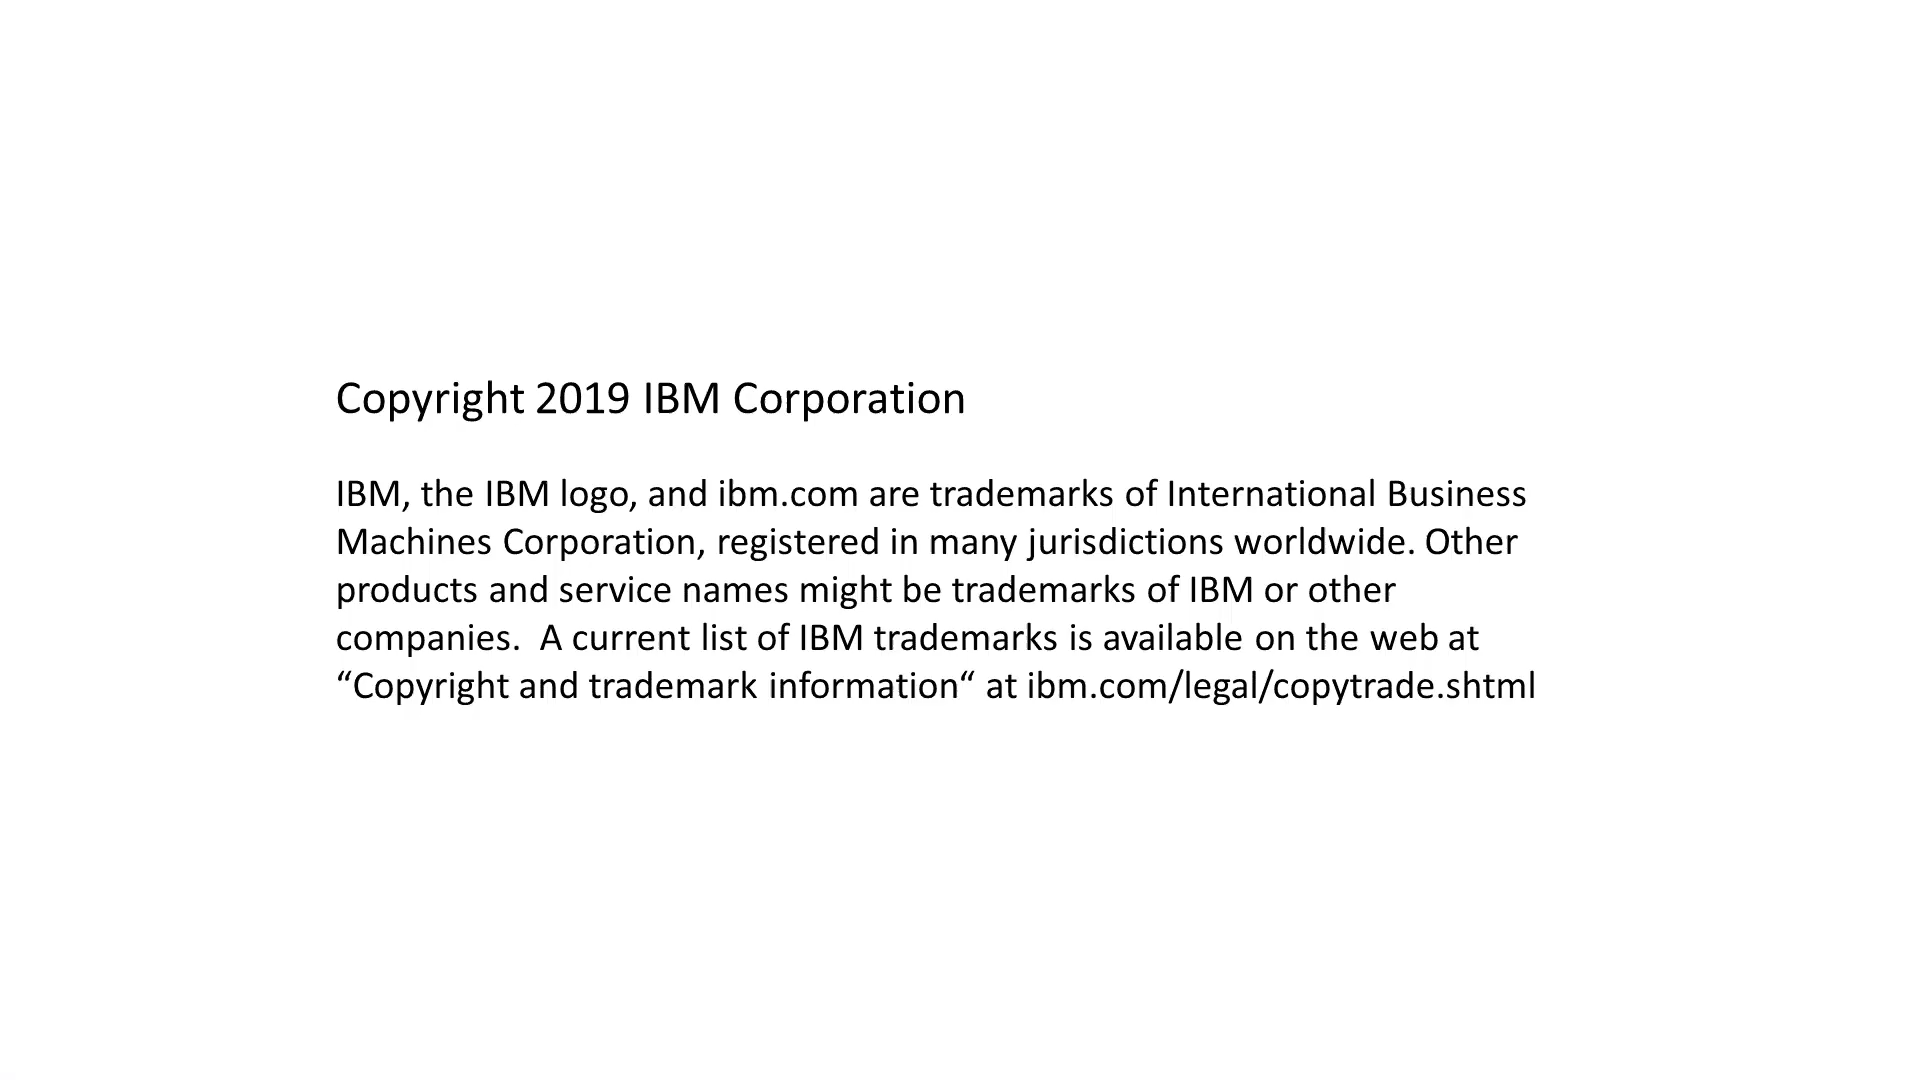 Copyright 2019 IBM Corporation
IBM, the IBM logo, and ibm.com are trademarks of International Business
Machines Corporation, registered in many jurisdictions worldwide. Other
products and service names might be trademarks of IBM or other
companies.  A current list of IBM trademarks is available on the web at
“Copyright and trademark information“ at ibm.com/legal/copytrade.shtml